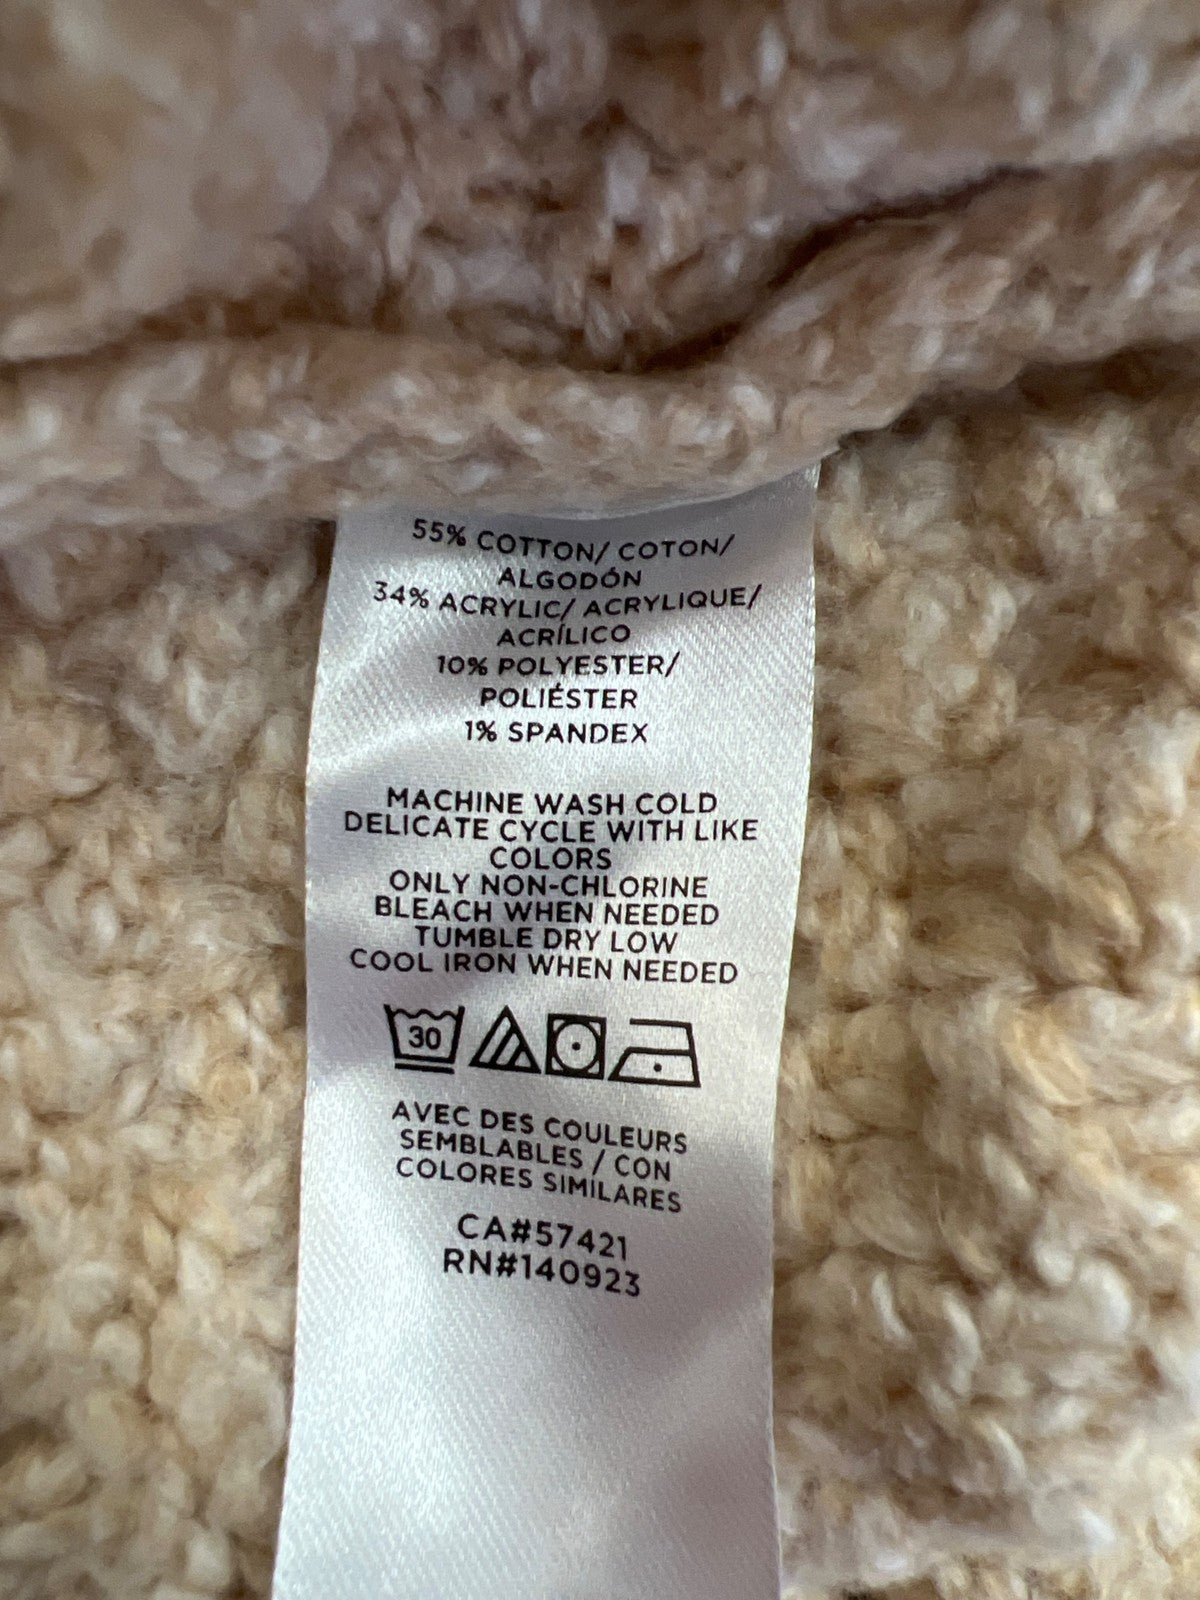 55% COTTON/ COTON/
ALGODÓN
34% ACRYLIC/ ACRYLIQUE/
ACRÍLICO
10% POLYESTER/
POLIÉSTER
1% SPANDEX
MACHINE WASH COLD
DELICATE CYCLE WITH LIKE
COLORS
ONLY NON-CHLORINE
BLEACH WHEN NEEDED
TUMBLE DRY LOW
COOL IRON WHEN NEEDED
30
AVEC DES COULEURS
SEMBLABLES / CON
COLORES SIMILARES
CA#57421
RN#140923